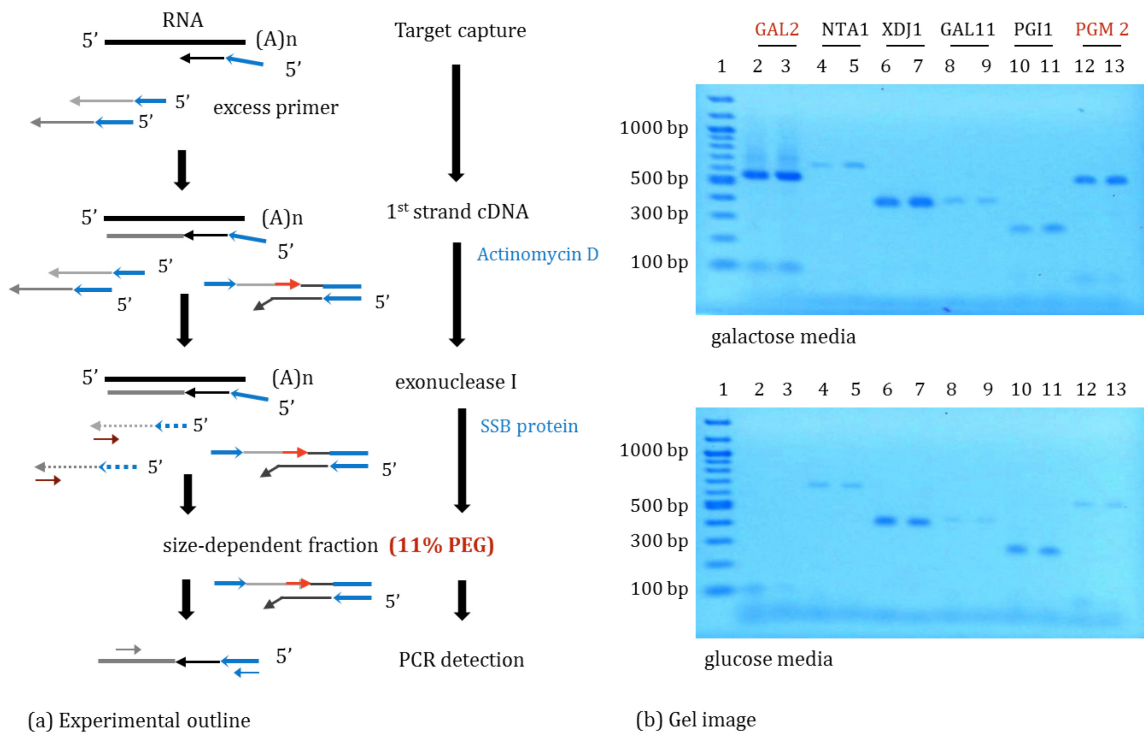 RNA
5’
(A)n
5’
5’
excess primer
5’
5’
(A)n
5’
5’
5’
5’
5’
(A)n
5’
5’
5’
5’
size-dependent fraction (11% PEG)
5’
5’
Target capture
1st strand cDNA
Actinomycin D
exonuclease I
SSB protein
PCR detection
(a) Experimental outline
GAL2 NTA1 XDJ1 GAL11 PGI1 PGM 2
1 2 3 4 5 6 7 8 9 10 11 12 13
1000 bp
500 bp
300 bp
100 bp
galactose media
1 2 3 4 5 6 7 8 9 10 11 12 13
1000 bp
500 bp
300 bp
100 bp
glucose media
(b) Gel image